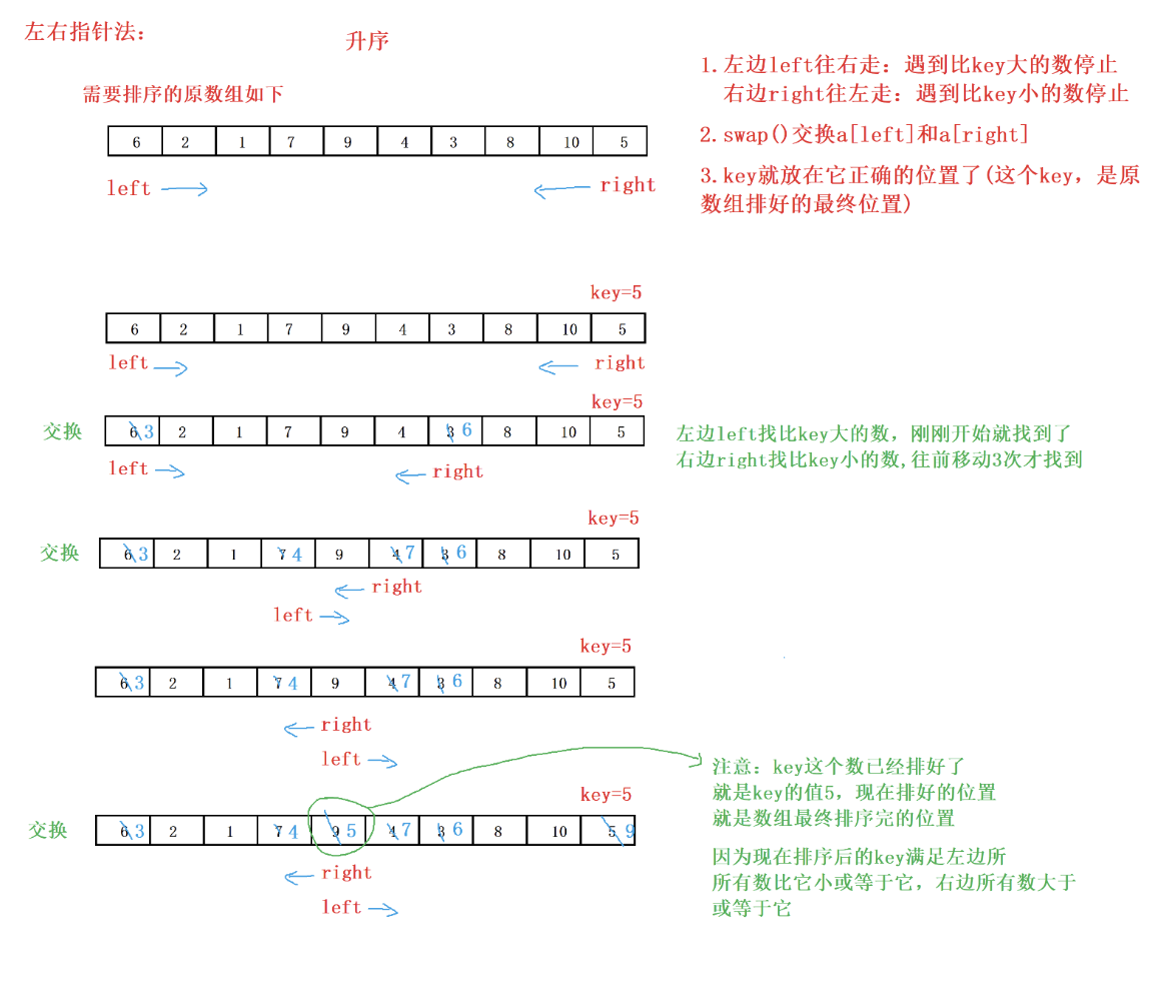 左右指针法：
升序
需要排序的原数组如下
6 2 1 7 9 4 3 8 10 5
left right
1.左边left往右走：遇到比key大的数停止
右边right往左走：遇到比key小的数停止
2.swap()交换a[left]和a[right]
3.key就放在它正确的位置了(这个key，是原
数组排好的最终位置)
key=5
6 2 1 7 9 4 3 8 10 5
left right
key=5
交换 6 3 2 1 7 9 4 3 6 8 10 5
left right
左边left找比key大的数，刚刚开始就找到了
右边right找比key小的数,往前移动3次才找到
key=5
交换 6 3 2 1 7 4 9 4 7 3 6 8 10 5
right
left
key=5
6 3 2 1 7 4 9 4 7 3 6 8 10 5
right
left
key=5
交换 6 3 2 1 7 4 9 5 4 7 3 6 8 10 5 9
right
left
注意：key这个数已经排好了
就是key的值5，现在排好的位置
就是数组最终排序完的位置
因为现在排序后的key满足左边所
所有数比它小或等于它，右边所有数大于
或等于它